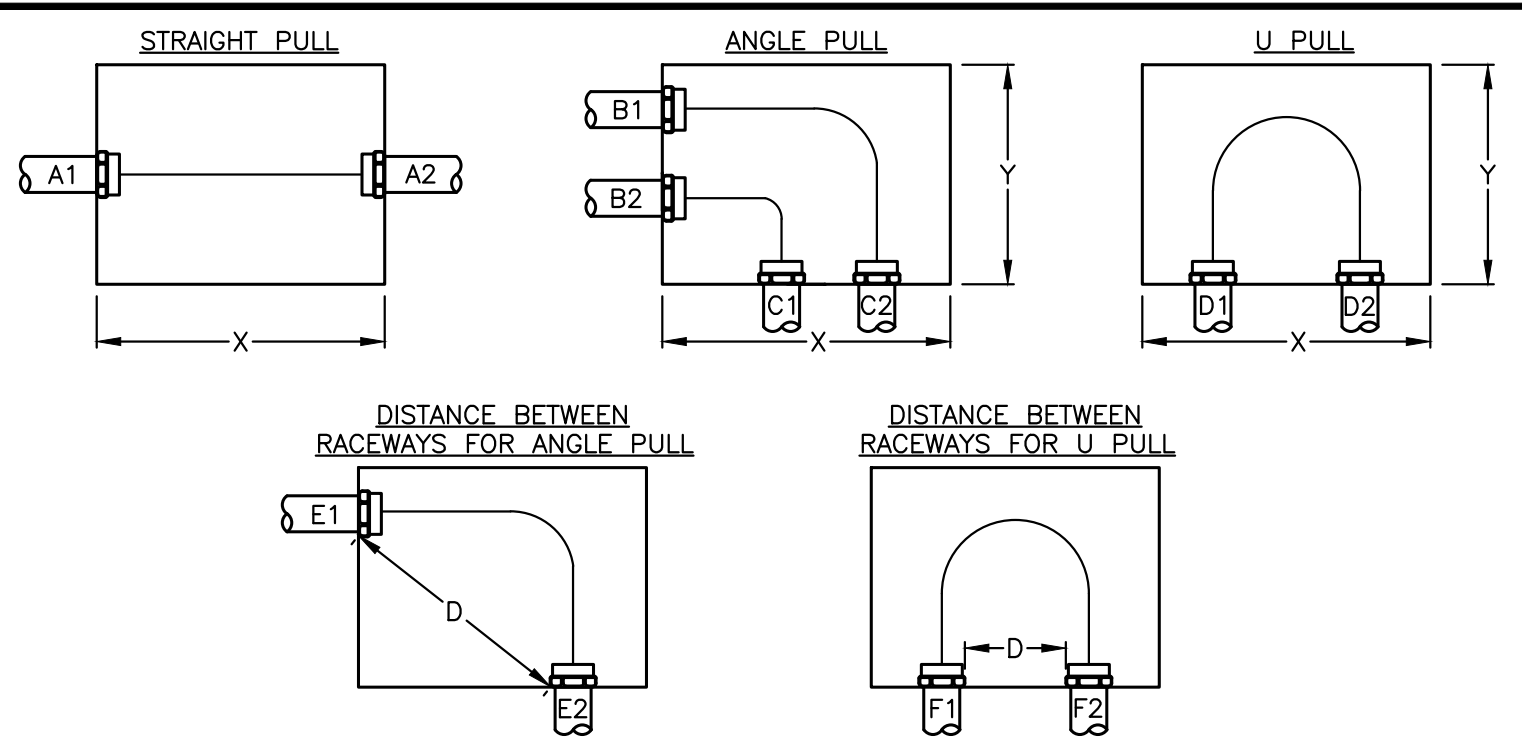 STRAIGHT PULL
A1
A2
X
ANGLE PULL
B1
B2
C1
C2
Y
X
U PULL
D1
D2
Y
X
DISTANCE BETWEEN
RACEWAYS FOR ANGLE PULL
E1
D
E2
DISTANCE BETWEEN
RACEWAYS FOR U PULL
D
F1
F2